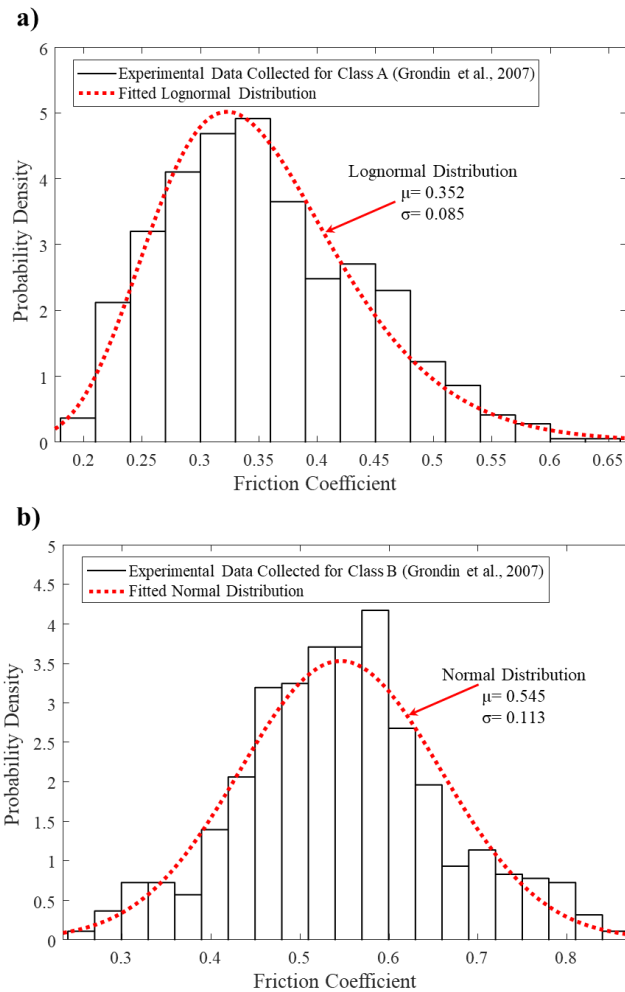 a)
Experimental Data Collected for Class A (Grondin et al., 2007)
Fitted Lognormal Distribution
Lognormal Distribution
μ= 0.352
σ= 0.085
Probability Density
6
5
4
3
2
1
0
0.2 0.25 0.3 0.35 0.4 0.45 0.5 0.55 0.6 0.65
Friction Coefficient
b)
Experimental Data Collected for Class B (Grondin et al., 2007)
Fitted Normal Distribution
Normal Distribution
μ= 0.545
σ= 0.113
Probability Density
5
4.5
4
3.5
3
2.5
2
1.5
1
0.5
0
0.3 0.4 0.5 0.6 0.7 0.8
Friction Coefficient